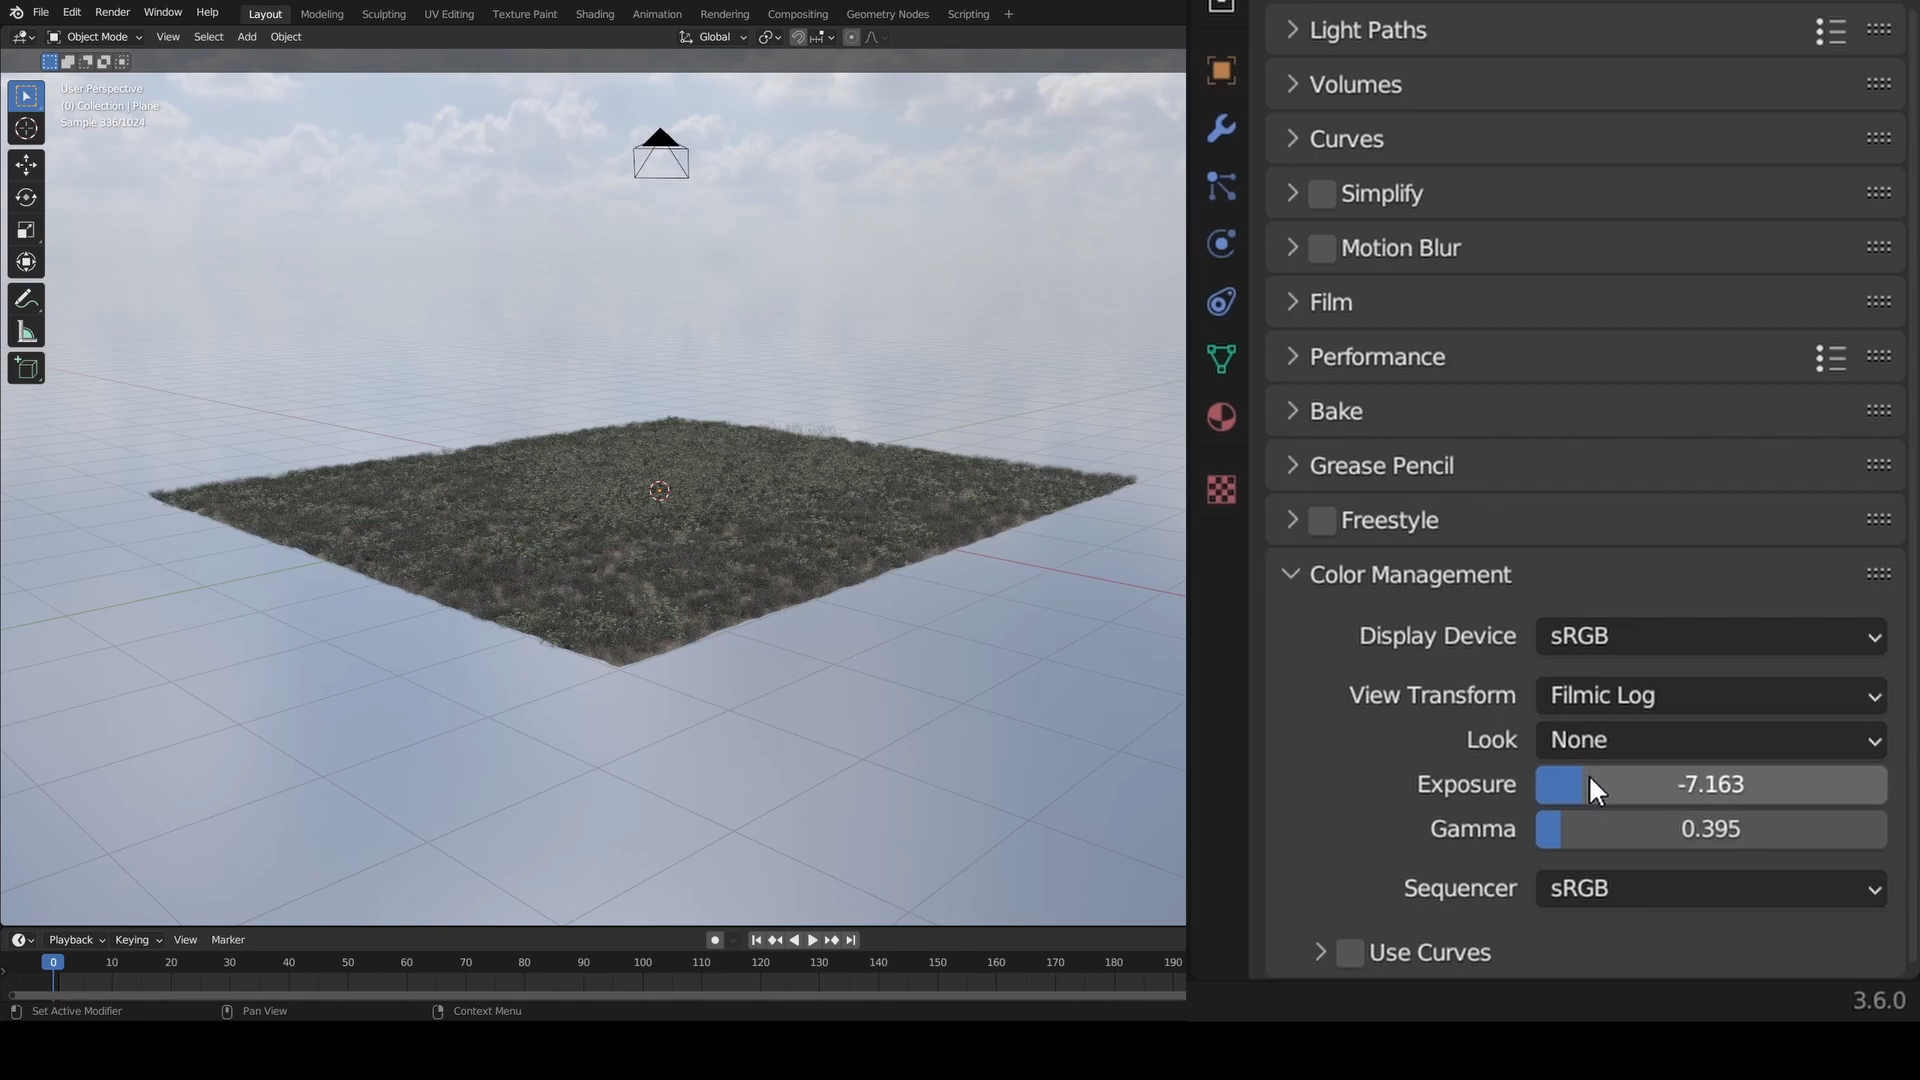 File Edit Render Window Help Layout Modeling Sculpting UV Editing Texture Paint Shading Animation Rendering Compositing Geometry Nodes Scripting +
Object Mode View Select Add Object Global
User Perspective
(0) Collection | Plane
Sample 336/1024
Light Paths
Volumes
Curves
Simplify
Motion Blur
Film
Performance
Bake
Grease Pencil
Freestyle
Color Management
Display Device sRGB
View Transform Filmic Log
Look None
Exposure -7.163
Gamma 0.395
Sequencer sRGB
Use Curves
Playback Keying View Marker
0 10 20 30 40 50 60 70 80 90 100 110 120 130 140 150 160 170 180 190
Set Active Modifier Pan View Context Menu
3.6.0